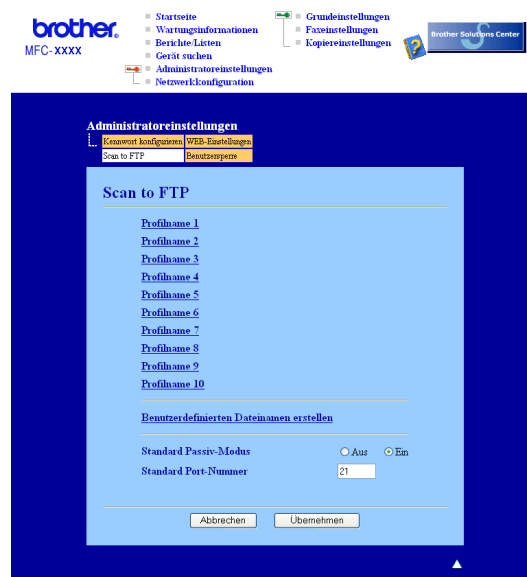 brother.
MFC-XXXX
Startseite
Wartungsinformationen
Berichte/Listen
Gerät suchen
Administratoreinstellungen
Netzwerkkonfiguration
Grundeinstellungen
Faxeinstellungen
Kopiereinstellungen
Brother Solutions Center
Administratoreinstellungen
Kennwort konfigurieren WEB-Einstellungen
Scan to FTP Benutzersperre
Scan to FTP
Profilname 1
Profilname 2
Profilname 3
Profilname 4
Profilname 5
Profilname 6
Profilname 7
Profilname 8
Profilname 9
Profilname 10
Benutzerdefinierten Dateinamen erstellen
Standard Passiv-Modus Aus Ein
Standard Port-Nummer 21
Abbrechen Übernehmen